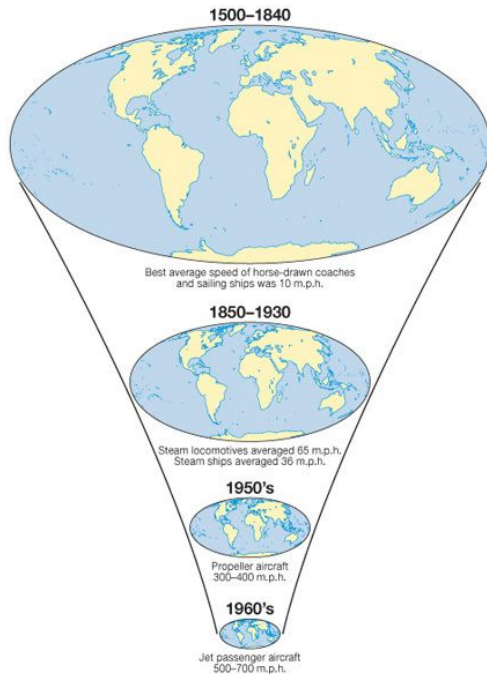 1500–1840
Best average speed of horse-drawn coaches
and sailing ships was 10 m.p.h.
1850–1930
Steam locomotives averaged 65 m.p.h.
Steam ships averaged 36 m.p.h.
1950's
Propeller aircraft
300–400 m.p.h.
1960's
Jet passenger aircraft
500–700 m.p.h.